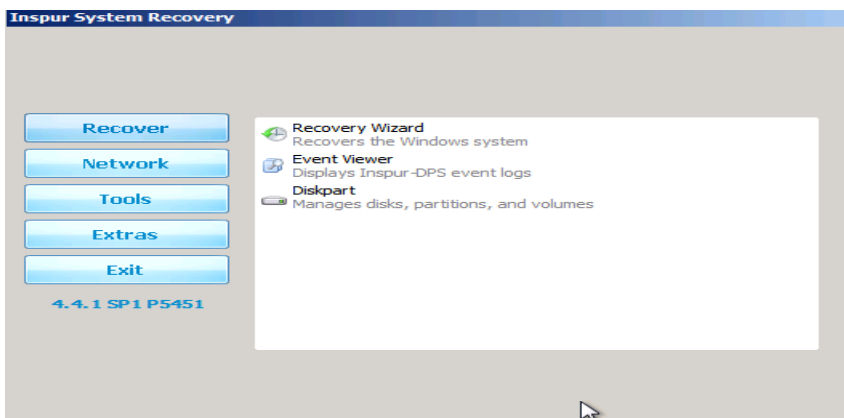 Inspur System Recovery
Recover
Network
Tools
Extras
Exit
4.4.1 SP1 P5451
Recovery Wizard
Recovers the Windows system
Event Viewer
Displays Inspur-DPS event logs
Diskpart
Manages disks, partitions, and volumes